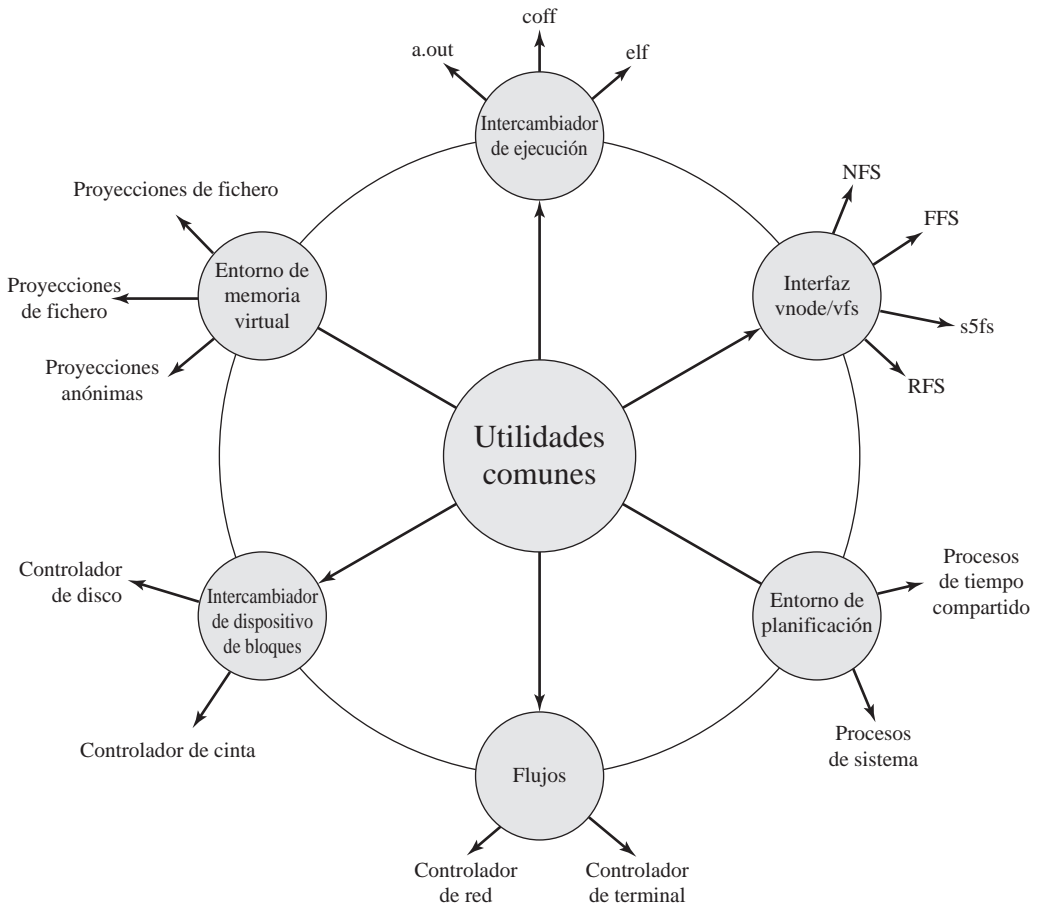 coff
a.out
elf
Intercambiador
de ejecución
NFS
FFS
s5fs
RFS
Interfaz
vnode/vfs
Proyecciones de fichero
Proyecciones
de fichero
Proyecciones
anónimas
Entorno de
memoria
virtual
Utilidades
comunes
Controlador
de disco
Intercambiador
de dispositivo
de bloques
Controlador de cinta
Entorno de
planificación
Procesos
de tiempo
compartido
Procesos
de sistema
Flujos
Controlador
de red
Controlador
de terminal